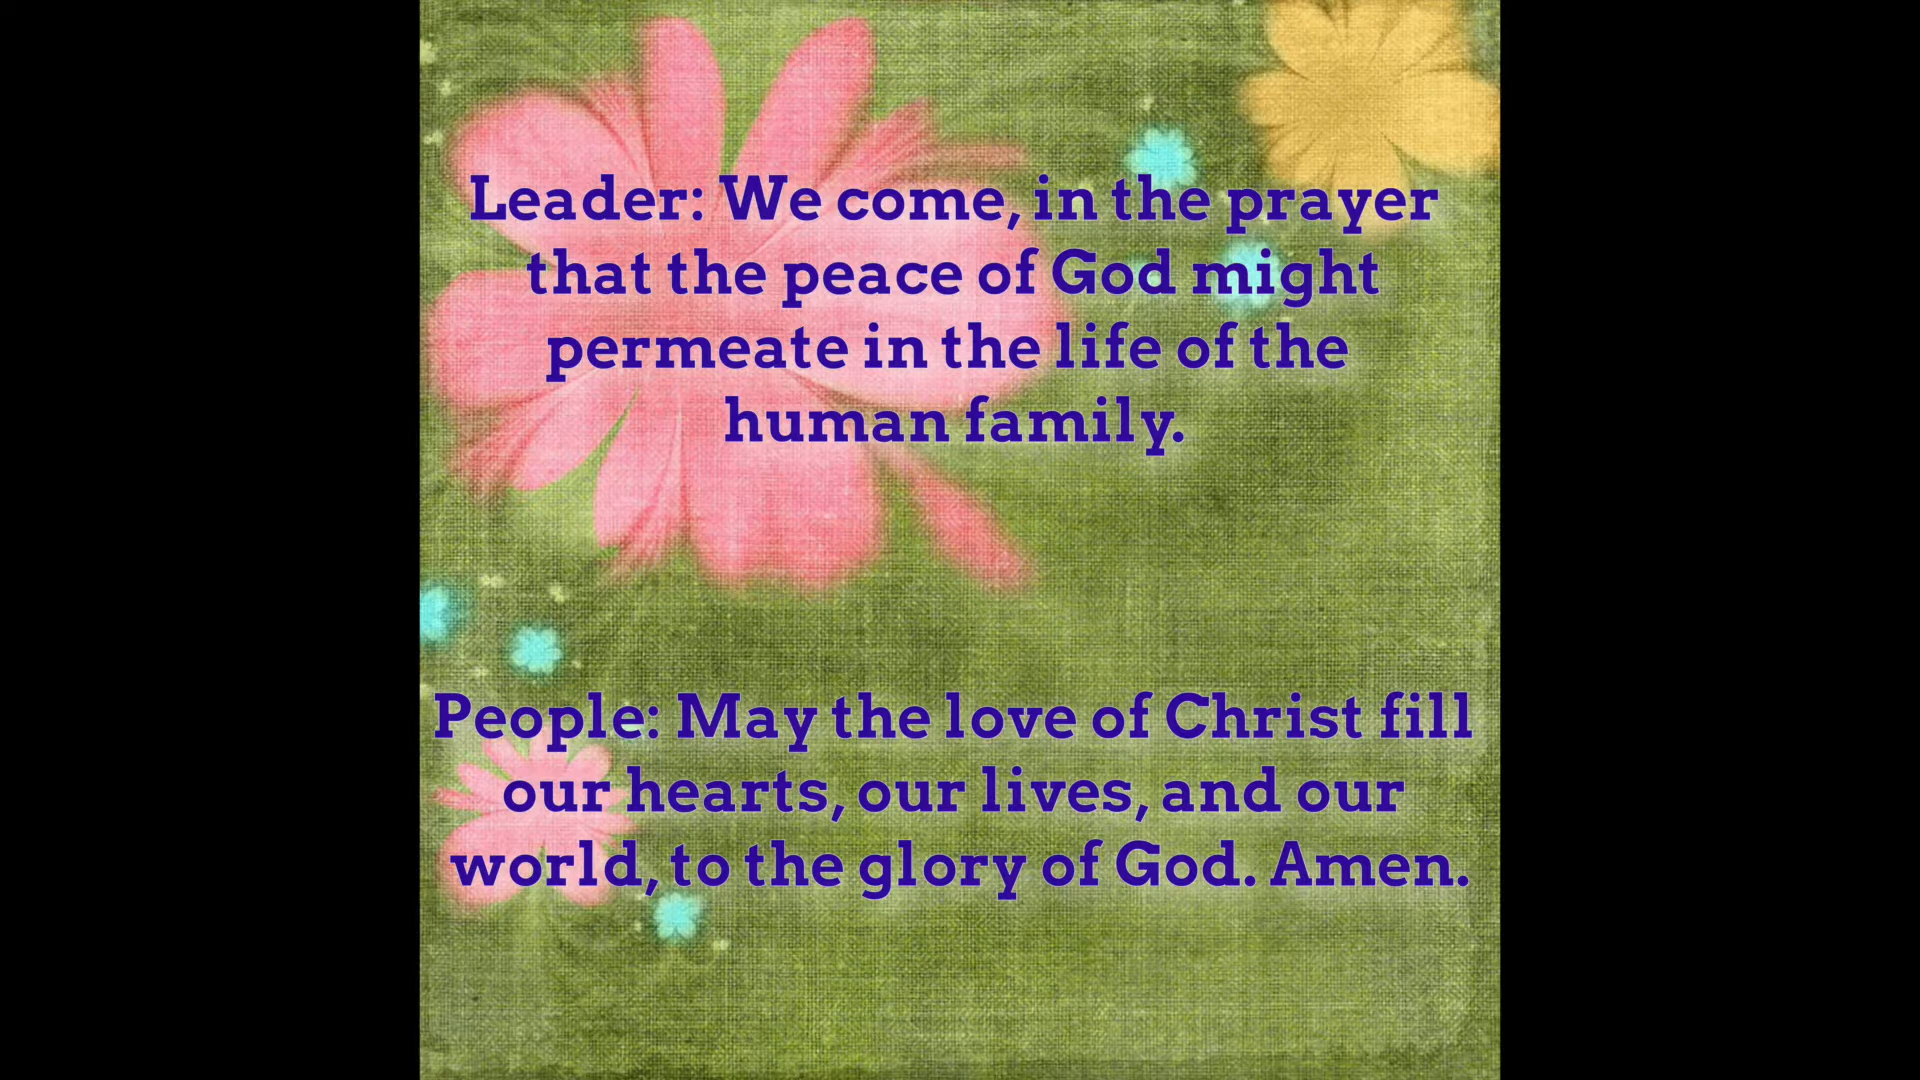 Leader: We come, in the prayer
that the peace of God might
permeate in the life of the
human family.
People: May the love of Christ fill
our hearts, our lives, and our
world, to the glory of God. Amen.